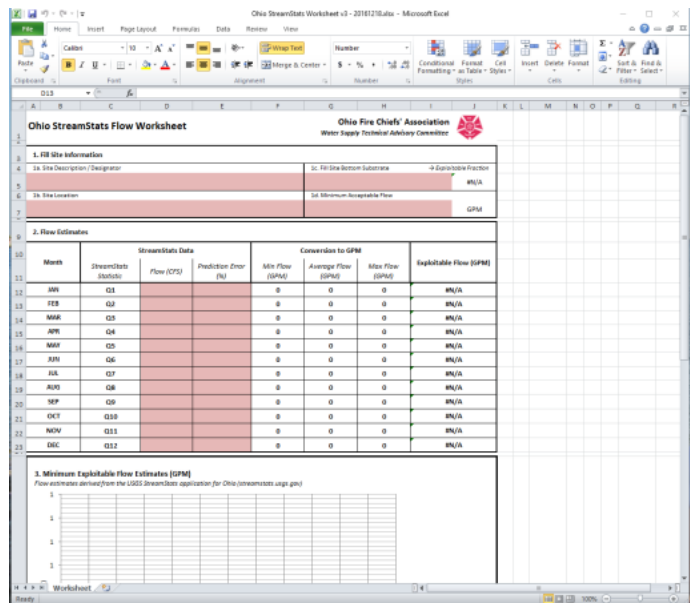 Ohio StreamStats Worksheet v3 - 20161216.xlsx - Microsoft Excel
File Home Insert Page Layout Formulas Data Review View
Paste
Calibri 10 A A
Wrap Text
Number
B I U
Merge & Center
$ % ,
Conditional Formatting Format as Table Cell Styles
Insert Delete Format
Sort & Filter Find & Select
Clipboard Font Alignment Number Styles Cells Editing
D13 fx
A B C D E F G H I J K L M N O P Q R
Ohio StreamStats Flow Worksheet
Ohio Fire Chiefs' Association
Water Supply Technical Advisory Committee
1. Fill Site Information
1a. Site Description / Designator 1c. Fill Site Bottom Substrate → Exploitable Fraction
#N/A
1b. Site Location 1d. Minimum Acceptable Flow
GPM
2. Flow Estimates
Month StreamStats Data Conversion to GPM Exploitable Flow (GPM)
StreamStats Statistic Flow (CFS) Prediction Error (%) Min Flow (GPM) Average Flow (GPM) Max Flow (GPM)
JAN Q1 0 0 0 #N/A
FEB Q2 0 0 0 #N/A
MAR Q3 0 0 0 #N/A
APR Q4 0 0 0 #N/A
MAY Q5 0 0 0 #N/A
JUN Q6 0 0 0 #N/A
JUL Q7 0 0 0 #N/A
AUG Q8 0 0 0 #N/A
SEP Q9 0 0 0 #N/A
OCT Q10 0 0 0 #N/A
NOV Q11 0 0 0 #N/A
DEC Q12 0 0 0 #N/A
3. Minimum Exploitable Flow Estimates (GPM)
Flow estimates derived from the USGS StreamStats application for Ohio (streamstats.usgs.gov)
1
1
1
Worksheet
Ready 100%